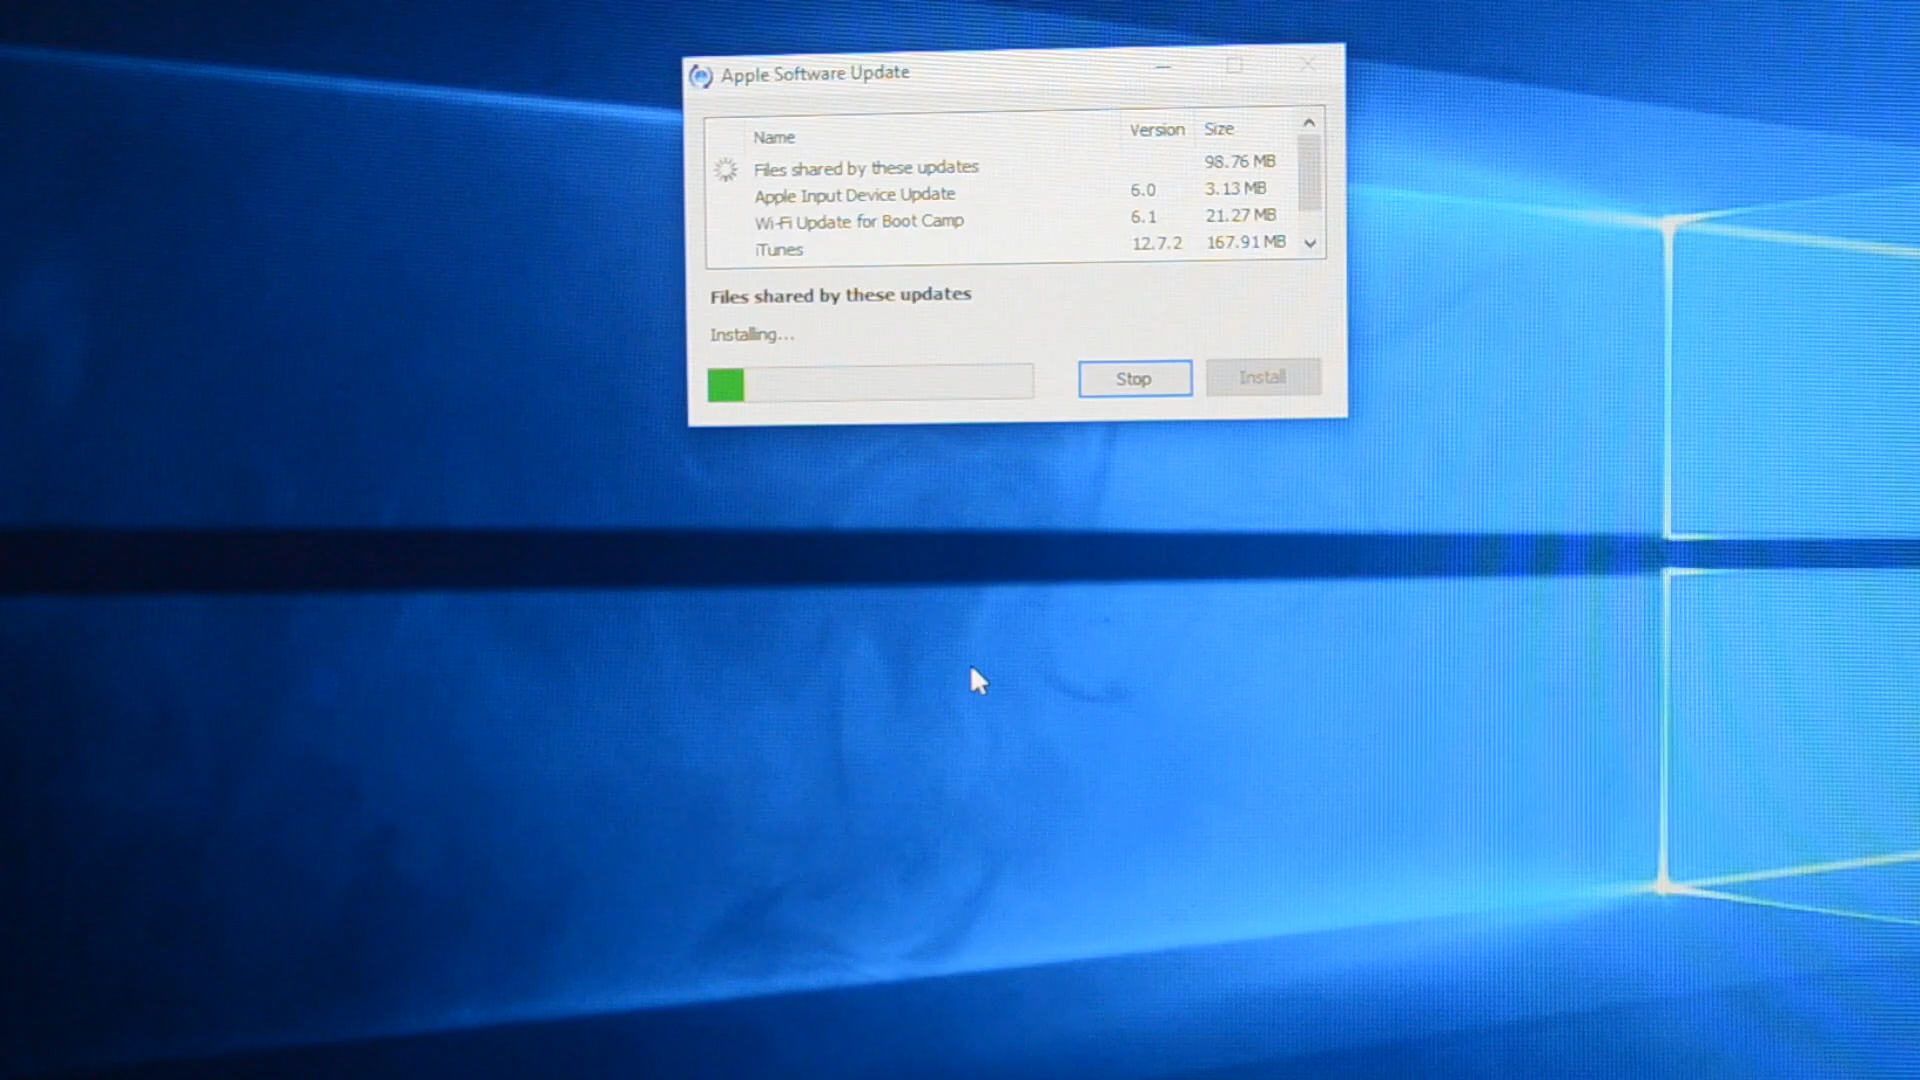 Apple Software Update
Name Version Size
Files shared by these updates 98.76 MB
Apple Input Device Update 6.0 3.13 MB
Wi-Fi Update for Boot Camp 6.1 21.27 MB
iTunes 12.7.2 167.91 MB
Files shared by these updates
Installing...
Stop Install